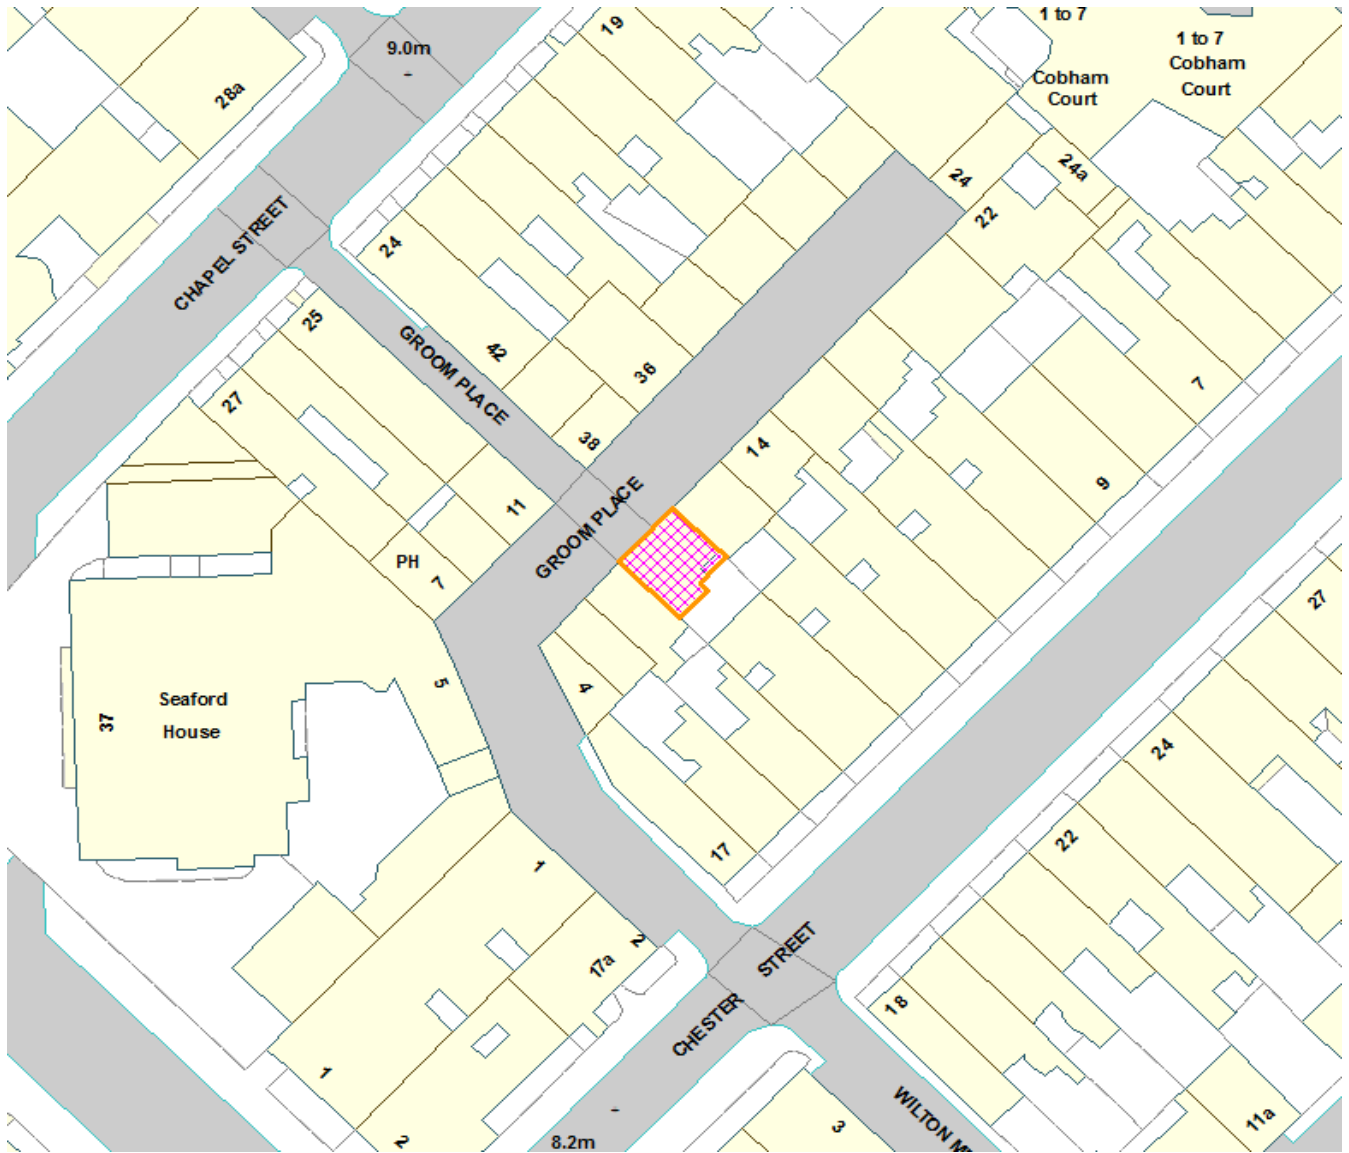 19
1 to 7
Cobham
Court
1 to 7
Cobham
Court
9.0m
28a
24
24a
22
CHAPEL STREET
24
25
GROOM PLACE
42
36
27
38
14
7
9
11
GROOM PLACE
PH
7
27
5
4
Seaford
House
37
24
17
22
1
2
17a
CHESTER STREET
18
1
2
8.2m
3
WILTON
11a